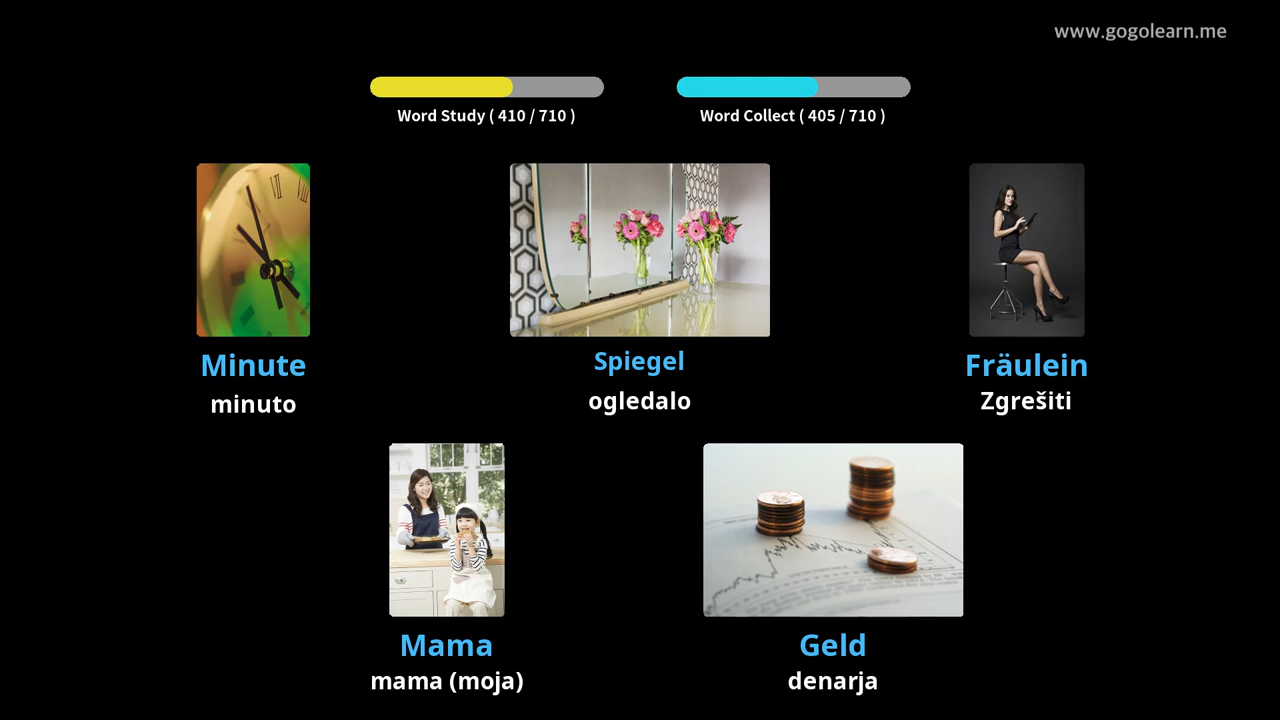 www.gogolearn.me
Word Study ( 410 / 710 )
Word Collect ( 405 / 710 )
Minute
minuto
Spiegel
ogledalo
Fräulein
Zgrešiti
Mama
mama (moja)
Geld
denarja